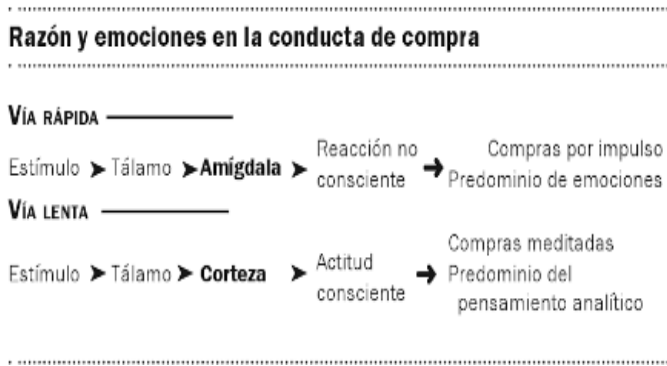 Razón y emociones en la conducta de compra
VÍA RÁPIDA
Estímulo ➤ Tálamo ➤ Amígdala ➤ Reacción no consciente ➔ Compras por impulso Predominio de emociones
VÍA LENTA
Estímulo ➤ Tálamo ➤ Corteza ➤ Actitud consciente ➔ Compras meditadas Predominio del pensamiento analítico